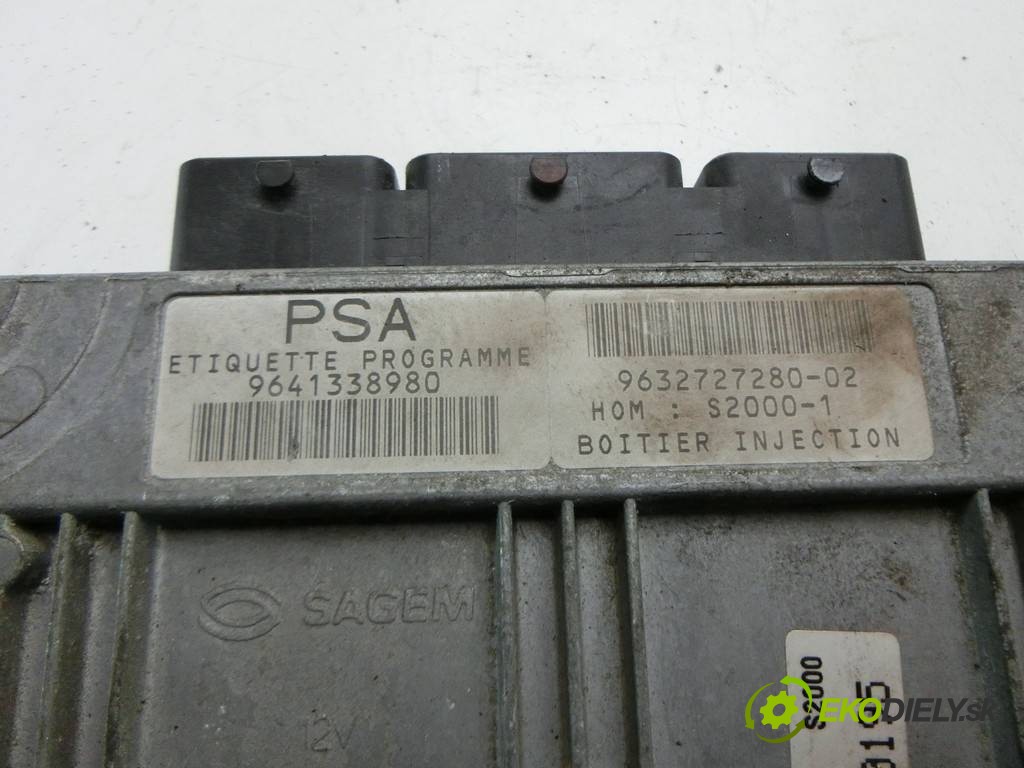 PSA
ETIQUETTE PROGRAMME
9641338980
9632727280-02
HOM : S2000-1
BOITIER INJECTION
SAGEM
12V
S2000
EKODIELY.sk